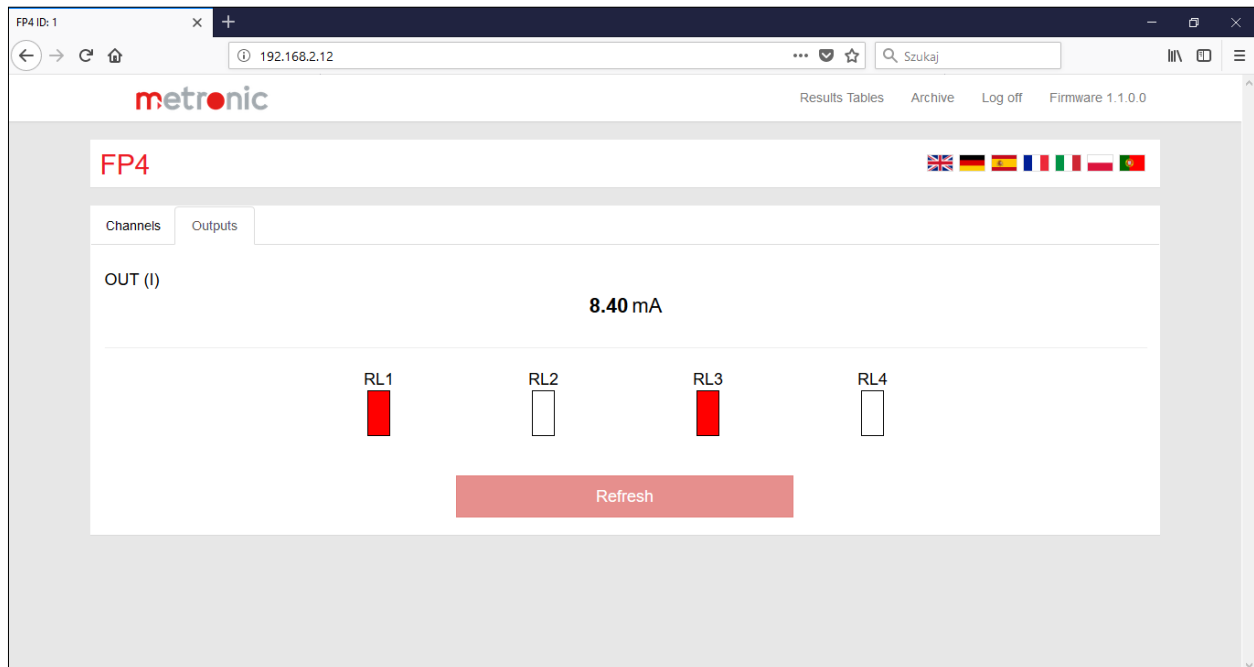 FP4 ID: 1
192.168.2.12
Szukaj
metronic
Results Tables Archive Log off Firmware 1.1.0.0
FP4
Channels Outputs
OUT (I)
8.40 mA
RL1 RL2 RL3 RL4
Refresh